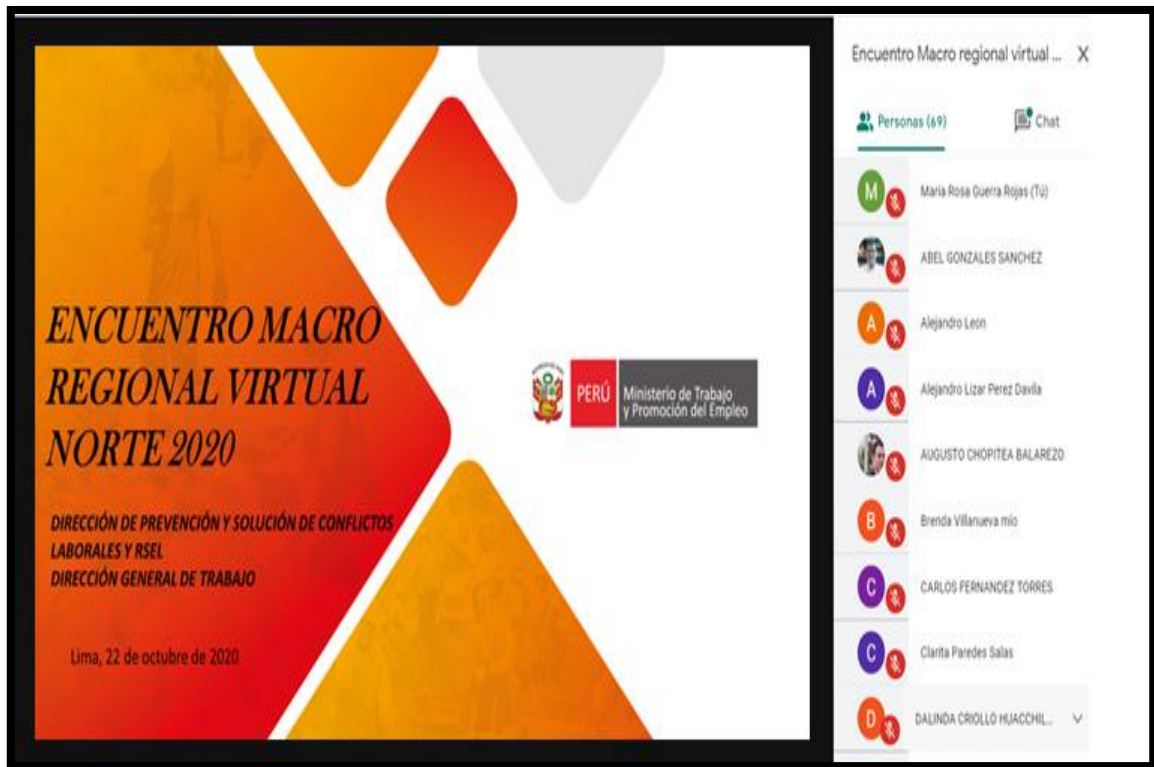 ENCUENTRO MACRO
REGIONAL VIRTUAL
NORTE 2020
DIRECCIÓN DE PREVENCIÓN Y SOLUCIÓN DE CONFLICTOS
LABORALES Y RSEL
DIRECCIÓN GENERAL DE TRABAJO
Lima, 22 de octubre de 2020
PERÚ
Ministerio de Trabajo
y Promoción del Empleo
Encuentro Macro regional virtual ... X
Personas (69) Chat
M Maria Rosa Guerra Rojas (Tú)
ABEL GONZALES SANCHEZ
A Alejandro Leon
A Alejandro Lizar Perez Davila
AUGUSTO CHOPITEA BALAREZO
B Brenda Villanueva mío
C CARLOS FERNANDEZ TORRES
C Clarita Paredes Salas
D DALINDA CRIOLLO HUACCHIL...